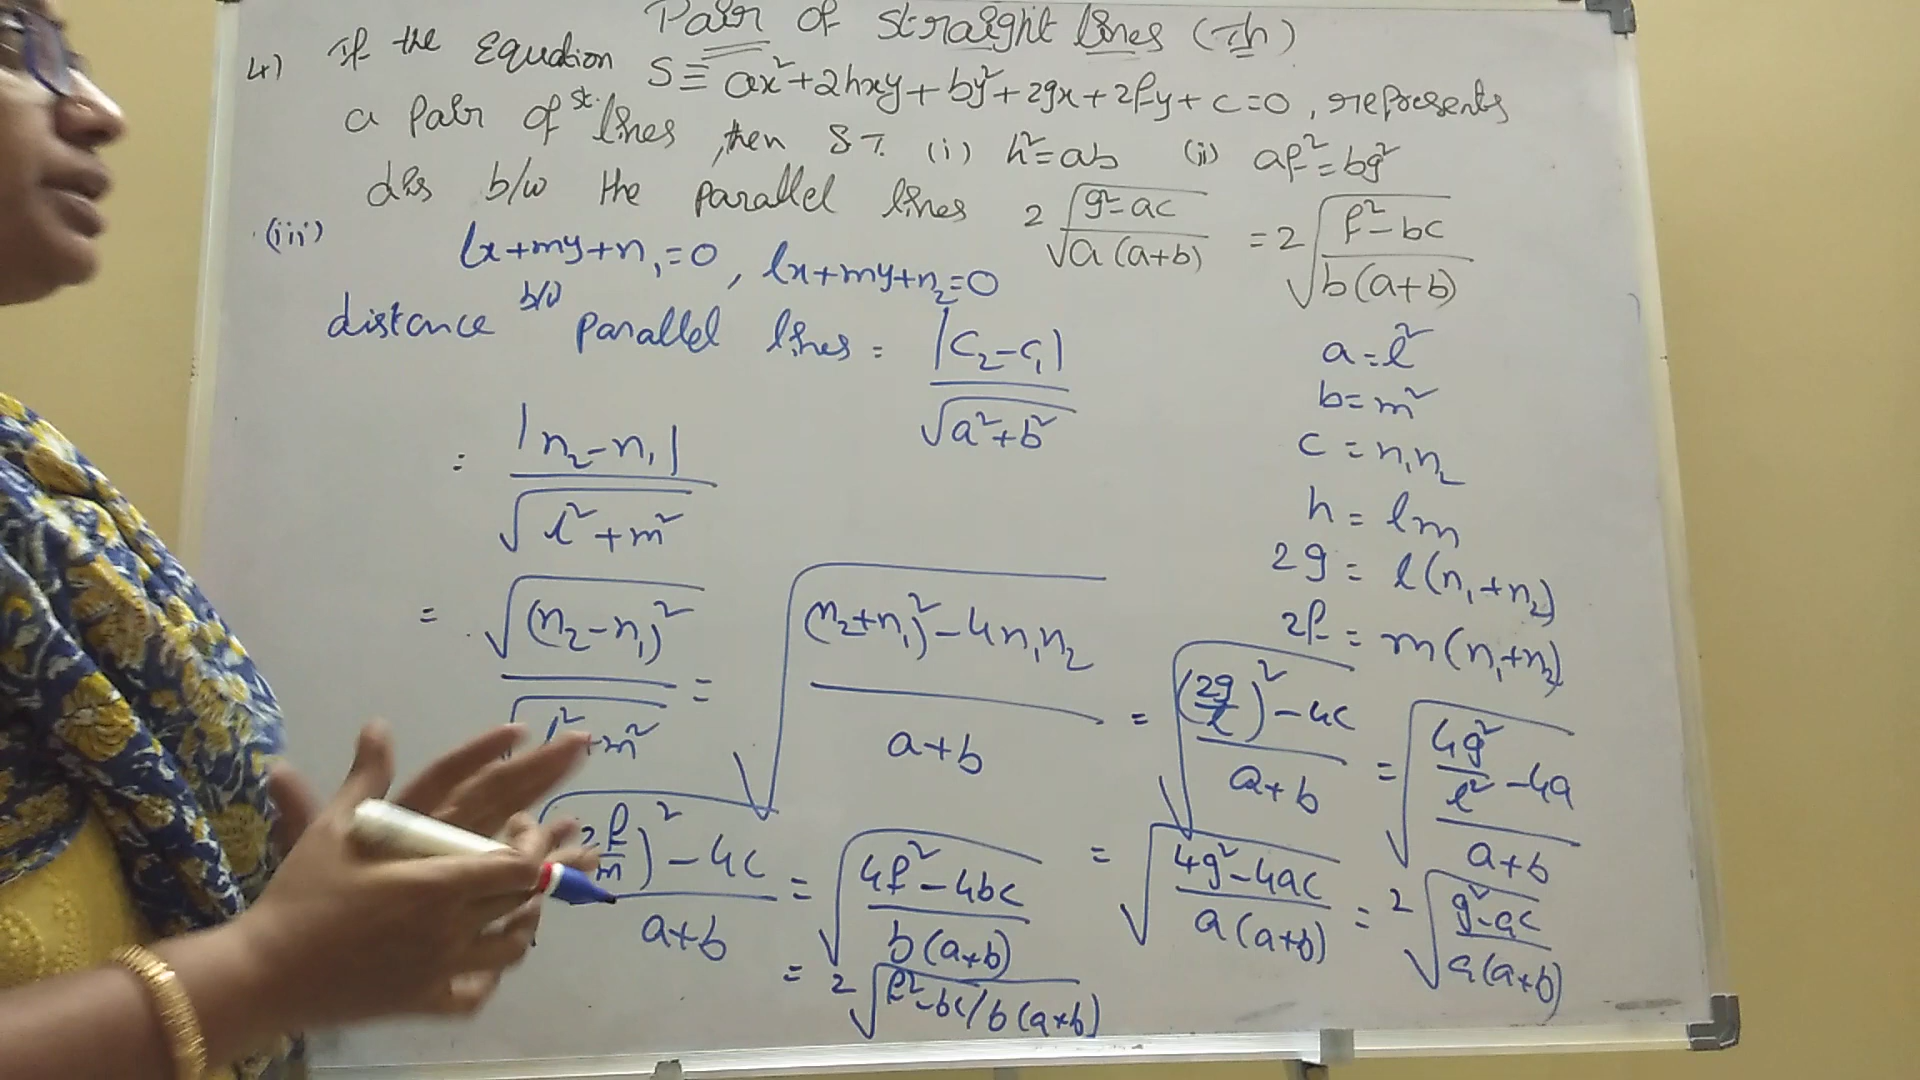 Pair of straight lines (Th)
4) If the Equation S≡ ax²+2hxy+by²+2gx+2fy+c=0, represents
a pair of st. lines, then S.T. (i) h²=ab (ii) af²=bg²
(iii) dis b/w the parallel lines 2√(g²-ac)/(a(a+b)) = 2√(f²-bc)/(b(a+b))
lx+my+n₁=0, lx+my+n₂=0
distance b/w parallel lines = |c₂-c₁|/√(a²+b²)
= |n₂-n₁|/√(l²+m²)
a=l²
b=m²
c=n₁n₂
h=lm
2g=l(n₁+n₂)
2f=m(n₁+n₂)
= √(n₂-n₁)²/√(l²+m²) = √((n₂+n₁)²-4n₁n₂)/(a+b) = √((2g/l)²-4c)/(a+b) = √(4g²/l²-4a)/(a+b)
= √(4g²-4ac)/(a(a+b)) = 2√(g²-ac)/(a(a+b))
√((2f/m)²-4c)/(a+b) = √(4f²-4bc)/(b(a+b))
= 2√f²-bc/b(a+b)